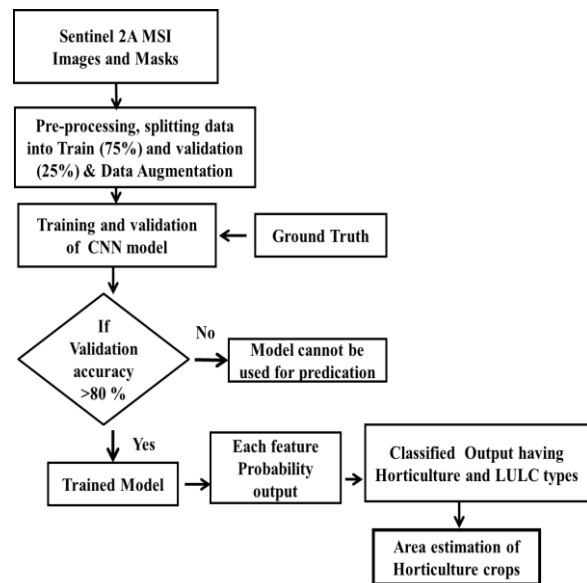 Sentinel 2A MSI
Images and Masks
Pre-processing, splitting data
into Train (75%) and validation
(25%) & Data Augmentation
Training and validation
of CNN model
Ground Truth
If
Validation
accuracy
>80 %
No
Model cannot be
used for predication
Yes
Trained Model
Each feature
Probability
output
Classified Output having
Horticulture and LULC types
Area estimation of
Horticulture crops